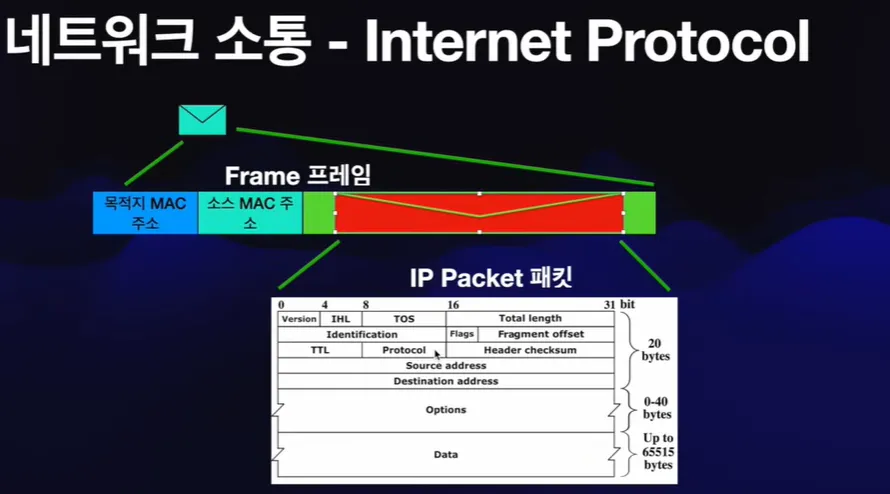 네트워크 소통 - Internet Protocol
Frame 프레임
목적지 MAC
주소
소스 MAC 주
소
IP Packet 패킷
0 4 8 16 31 bit
Version IHL TOS Total length
Identification Flags Fragment offset
TTL Protocol Header checksum
Source address
Destination address
20
bytes
Options
0-40
bytes
Data
Up to
65515
bytes